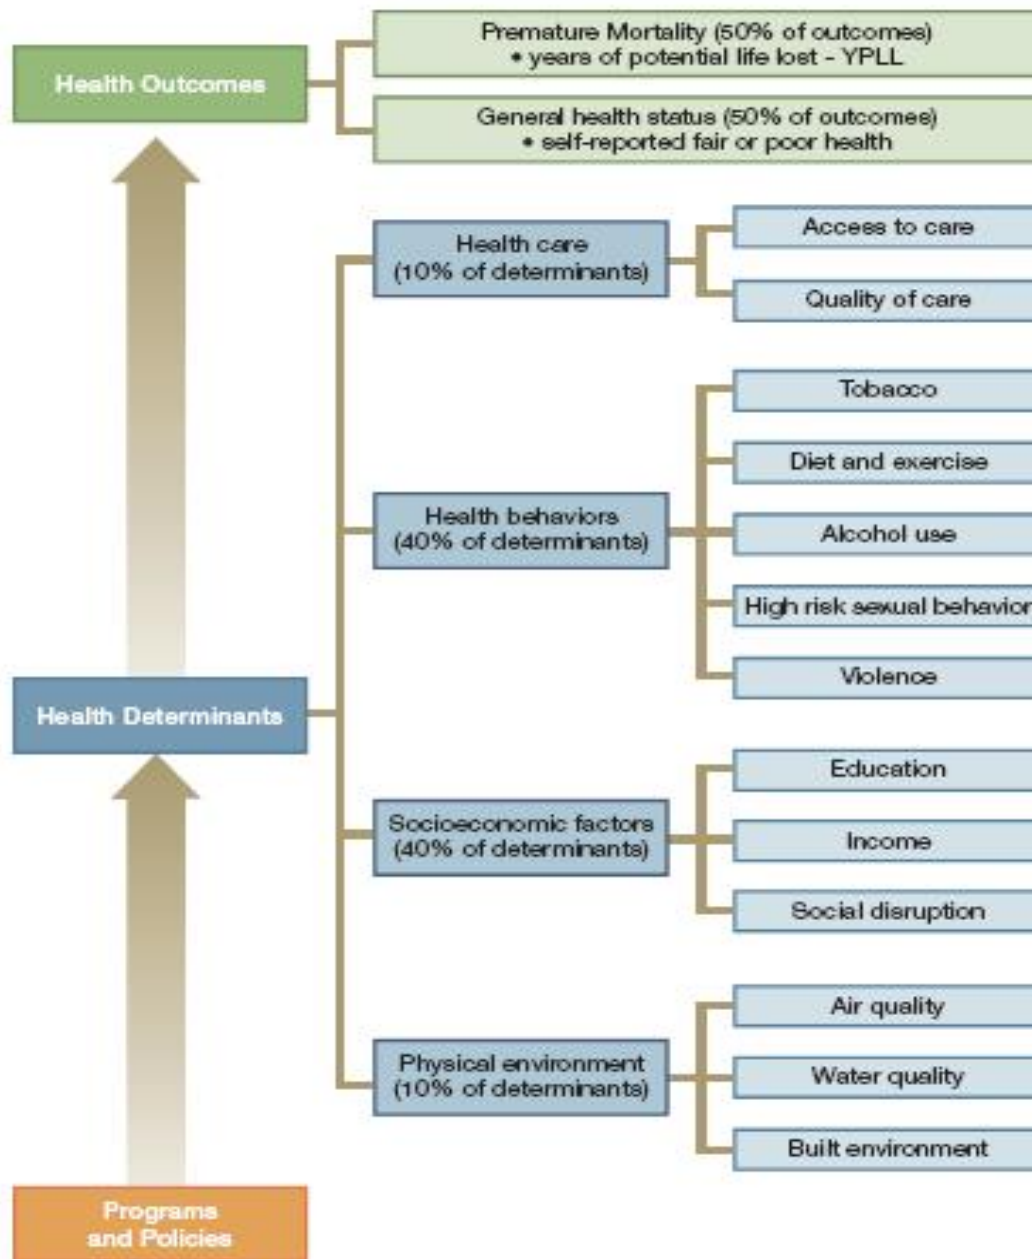 Health Outcomes
Premature Mortality (50% of outcomes)
• years of potential life lost - YPLL
General health status (50% of outcomes)
• self-reported fair or poor health
Health care
(10% of determinants)
Access to care
Quality of care
Health behaviors
(40% of determinants)
Tobacco
Diet and exercise
Alcohol use
High risk sexual behavior
Violence
Health Determinants
Socioeconomic factors
(40% of determinants)
Education
Income
Social disruption
Physical environment
(10% of determinants)
Air quality
Water quality
Built environment
Programs
and Policies